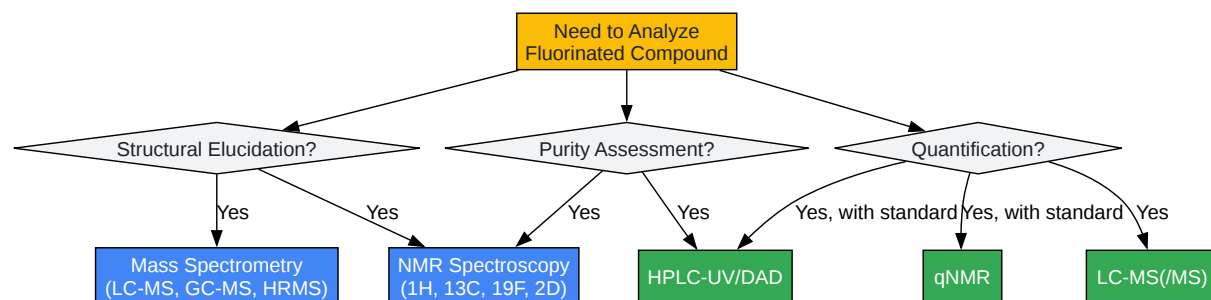 Need to Analyze
Fluorinated Compound
Structural Elucidation?
Purity Assessment?
Quantification?
Yes
Yes
Yes
Yes
Yes, with standard
Yes, with standard
Yes
Mass Spectrometry
(LC-MS, GC-MS, HRMS)
NMR Spectroscopy
(1H, 13C, 19F, 2D)
HPLC-UV/DAD
qNMR
LC-MS(/MS)